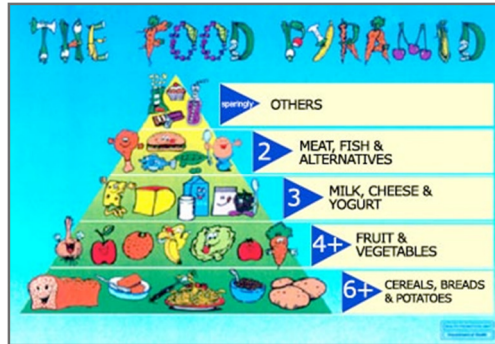 THE FOOD PYRAMID
sparingly OTHERS
2 MEAT, FISH &
ALTERNATIVES
3 MILK, CHEESE &
YOGURT
4+ FRUIT &
VEGETABLES
6+ CEREALS, BREADS
& POTATOES